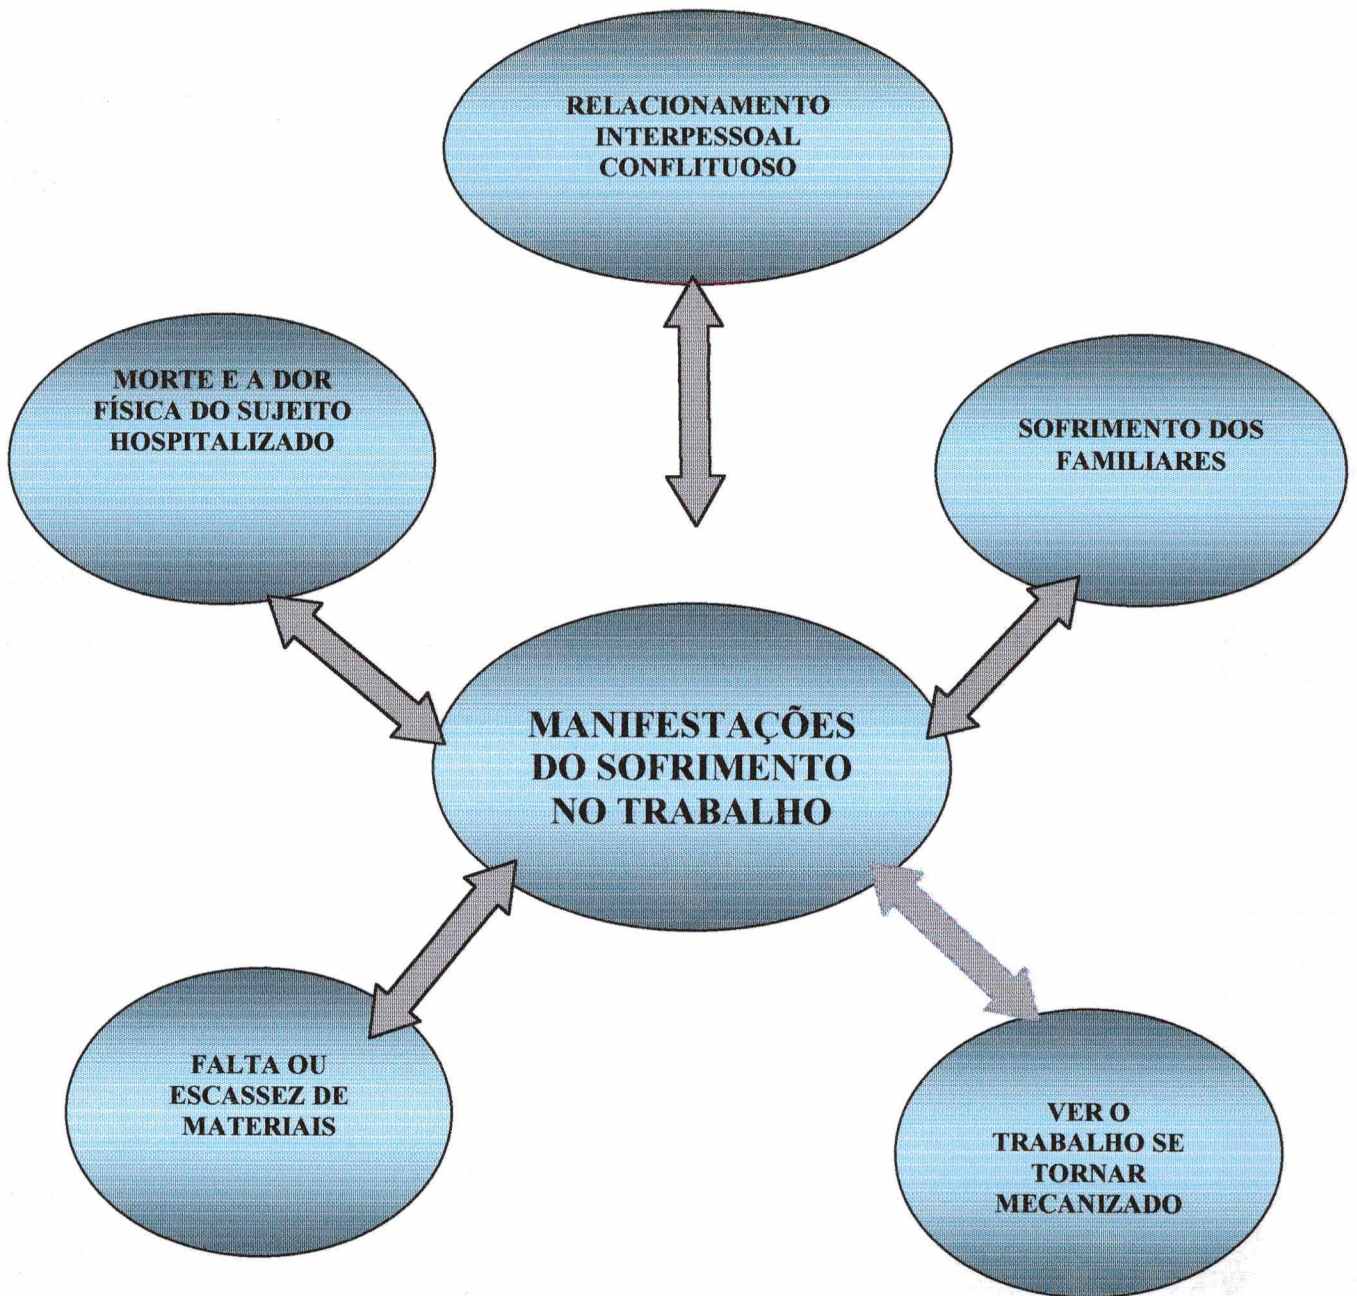 RELACIONAMENTO
INTERPESSOAL
CONFLITUOSO
MORTE E A DOR
FÍSICA DO SUJEITO
HOSPITALIZADO
SOFRIMENTO DOS
FAMILIARES
MANIFESTAÇÕES
DO SOFRIMENTO
NO TRABALHO
FALTA OU
ESCASSEZ DE
MATERIAIS
VER O
TRABALHO SE
TORNAR
MECANIZADO